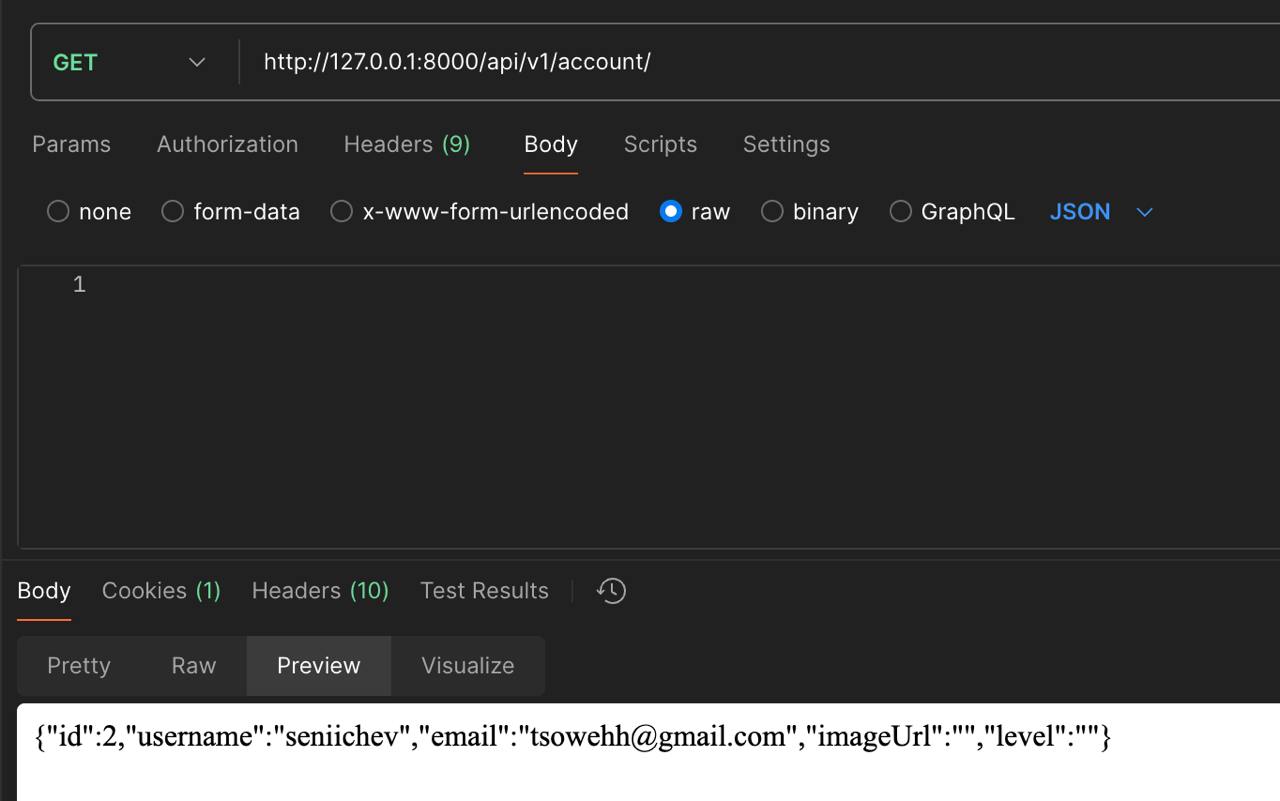 GET http://127.0.0.1:8000/api/v1/account/
Params Authorization Headers (9) Body Scripts Settings
none form-data x-www-form-urlencoded raw binary GraphQL JSON
1
Body Cookies (1) Headers (10) Test Results
Pretty Raw Preview Visualize
{"id":2,"username":"seniichev","email":"tsowehh@gmail.com","imageUrl":"","level":""}